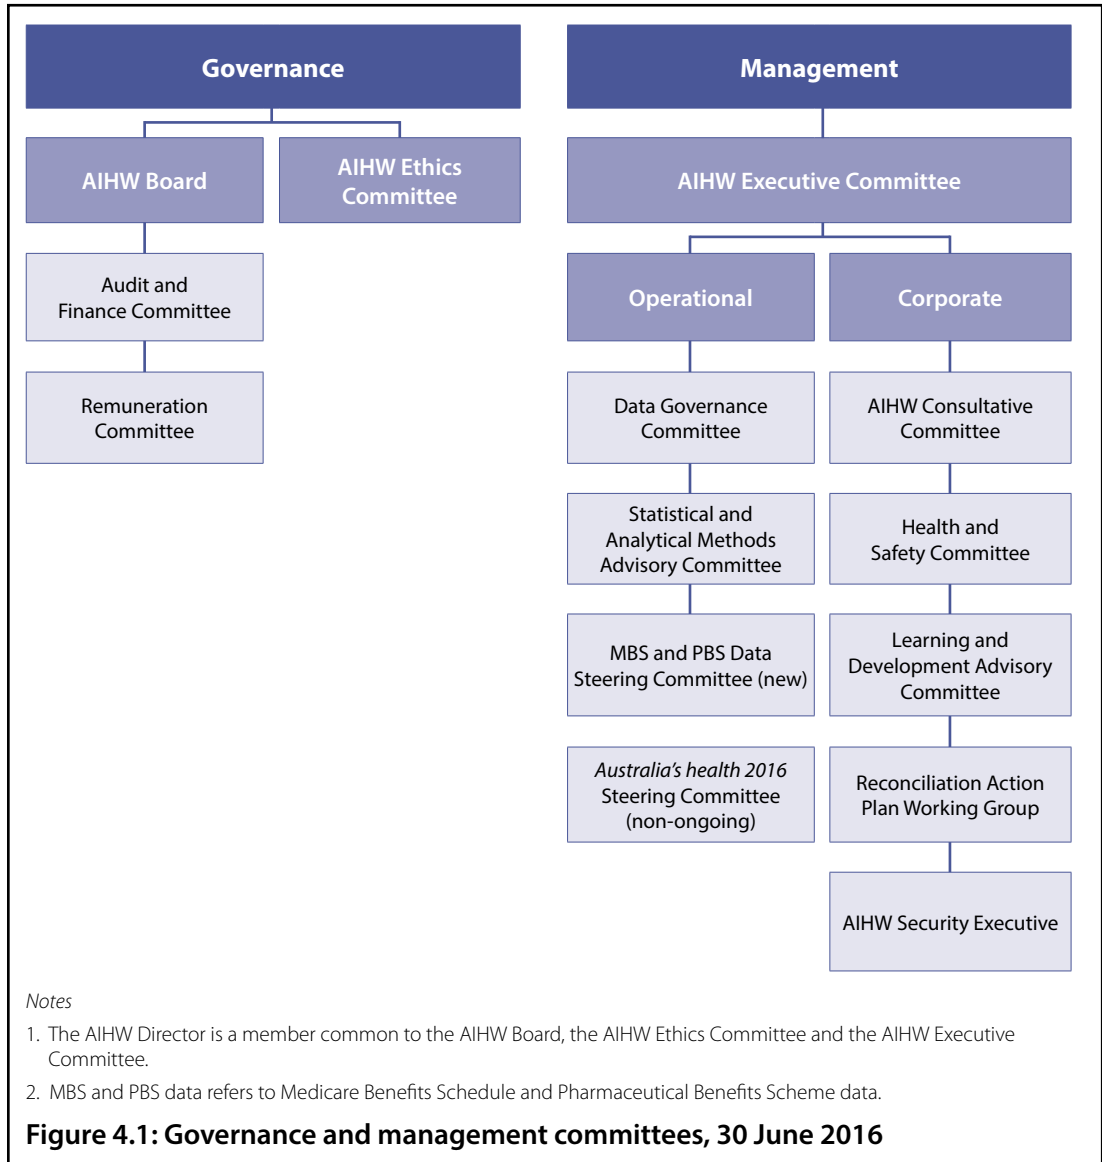 Governance
Management
AIHW Board
AIHW Ethics
Committee
AIHW Executive Committee
Audit and
Finance Committee
Operational
Corporate
Remuneration
Committee
Data Governance
Committee
AIHW Consultative
Committee
Statistical and
Analytical Methods
Advisory Committee
Health and
Safety Committee
MBS and PBS Data
Steering Committee (new)
Learning and
Development Advisory
Committee
Australia’s health 2016
Steering Committee
(non-ongoing)
Reconciliation Action
Plan Working Group
AIHW Security Executive
Notes
1. The AIHW Director is a member common to the AIHW Board, the AIHW Ethics Committee and the AIHW Executive
Committee.
2. MBS and PBS data refers to Medicare Benefits Schedule and Pharmaceutical Benefits Scheme data.
Figure 4.1: Governance and management committees, 30 June 2016